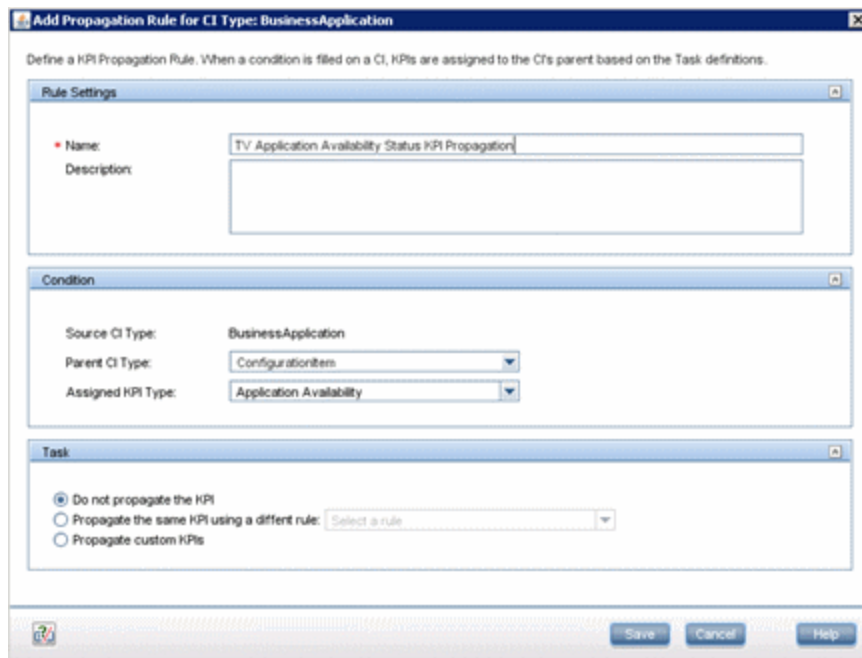 Add Propagation Rule for CI Type: BusinessApplication
Define a KPI Propagation Rule. When a condition is filled on a CI, KPIs are assigned to the CI's parent based on the Task definitions.
Rule Settings
* Name: TV Application Availability Status KPI Propagation
Description:
Condition
Source CI Type: BusinessApplication
Parent CI Type: ConfigurationItem
Assigned KPI Type: Application Availability
Task
Do not propagate the KPI
Propagate the same KPI using a diffent rule: Select a rule
Propagate custom KPIs
Save Cancel Help